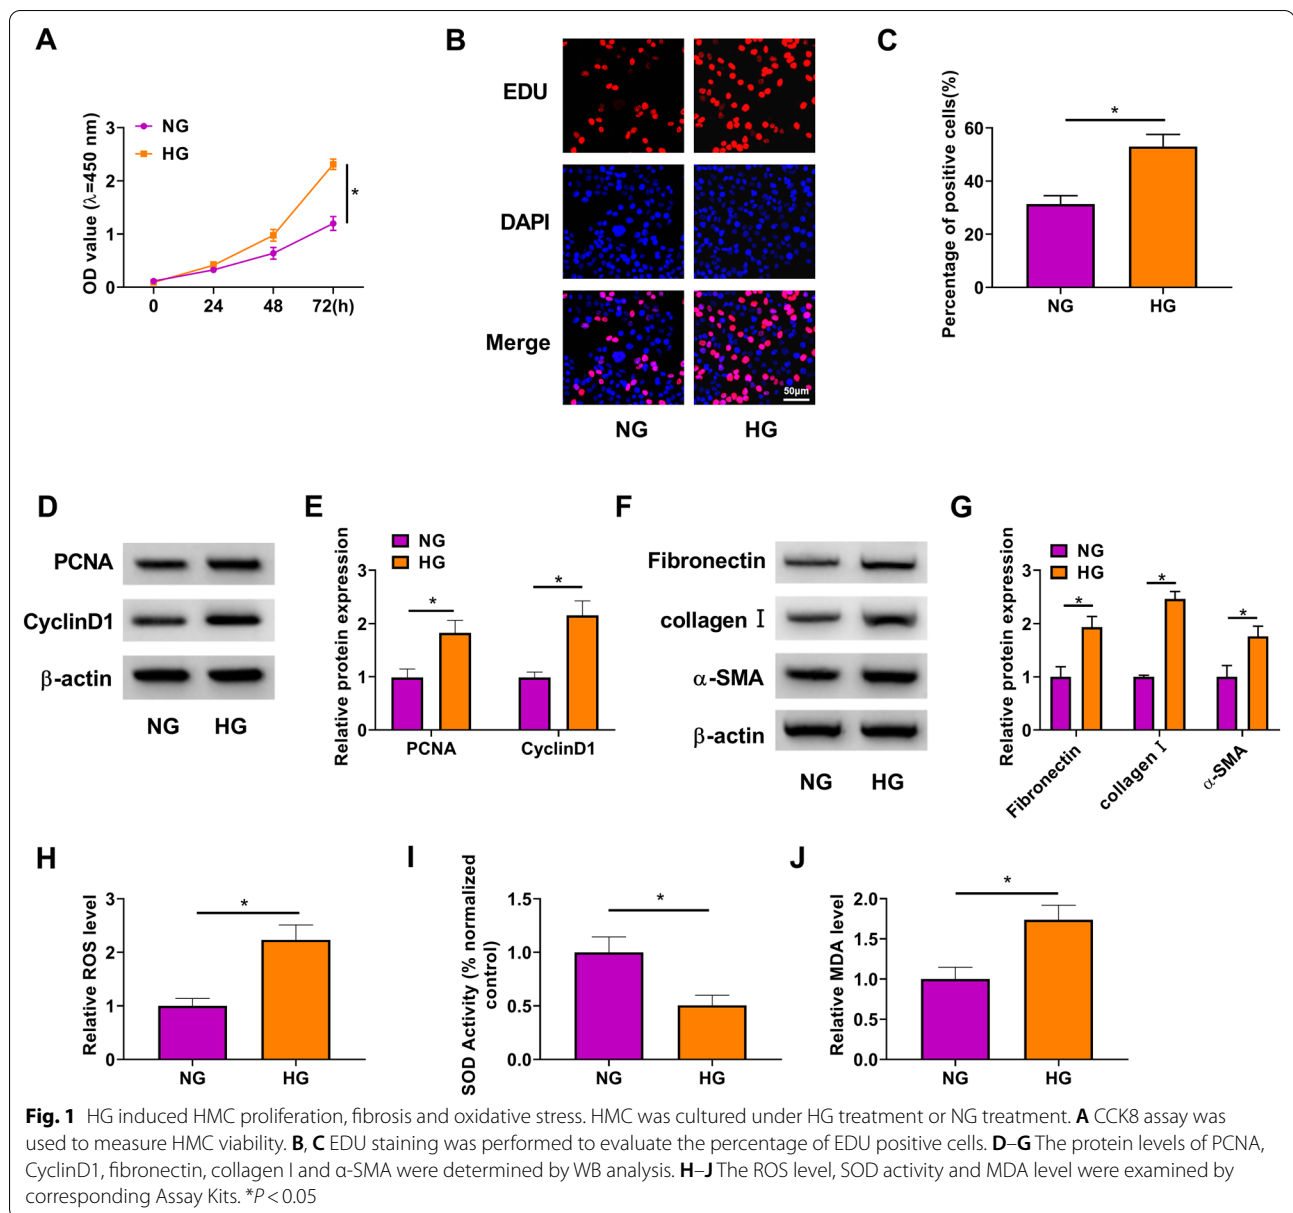 A
OD value (λ=450 nm)
NG
HG
3
2
1
0
0 24 48 72(h)
*
B
EDU
DAPI
Merge
50μm
NG HG
C
Percentage of positive cells(%)
60
40
20
0
*
NG HG
D
PCNA
CyclinD1
β-actin
NG HG
E
Relative protein expression
NG
HG
3
2
1
0
* *
PCNA CyclinD1
F
Fibronectin
collagen I
α-SMA
β-actin
NG HG
G
Relative protein expression
NG
HG
3
2
1
0
* * *
Fibronectin collagen I α-SMA
H
Relative ROS level
3
2
1
0
*
NG HG
I
SOD Activity (% normalized
control)
1.5
1.0
0.5
0.0
*
NG HG
J
Relative MDA level
2.0
1.5
1.0
0.5
0.0
*
NG HG
Fig. 1 HG induced HMC proliferation, fibrosis and oxidative stress. HMC was cultured under HG treatment or NG treatment. A CCK8 assay was
used to measure HMC viability. B, C EDU staining was performed to evaluate the percentage of EDU positive cells. D–G The protein levels of PCNA,
CyclinD1, fibronectin, collagen I and α-SMA were determined by WB analysis. H–J The ROS level, SOD activity and MDA level were examined by
corresponding Assay Kits. *P < 0.05